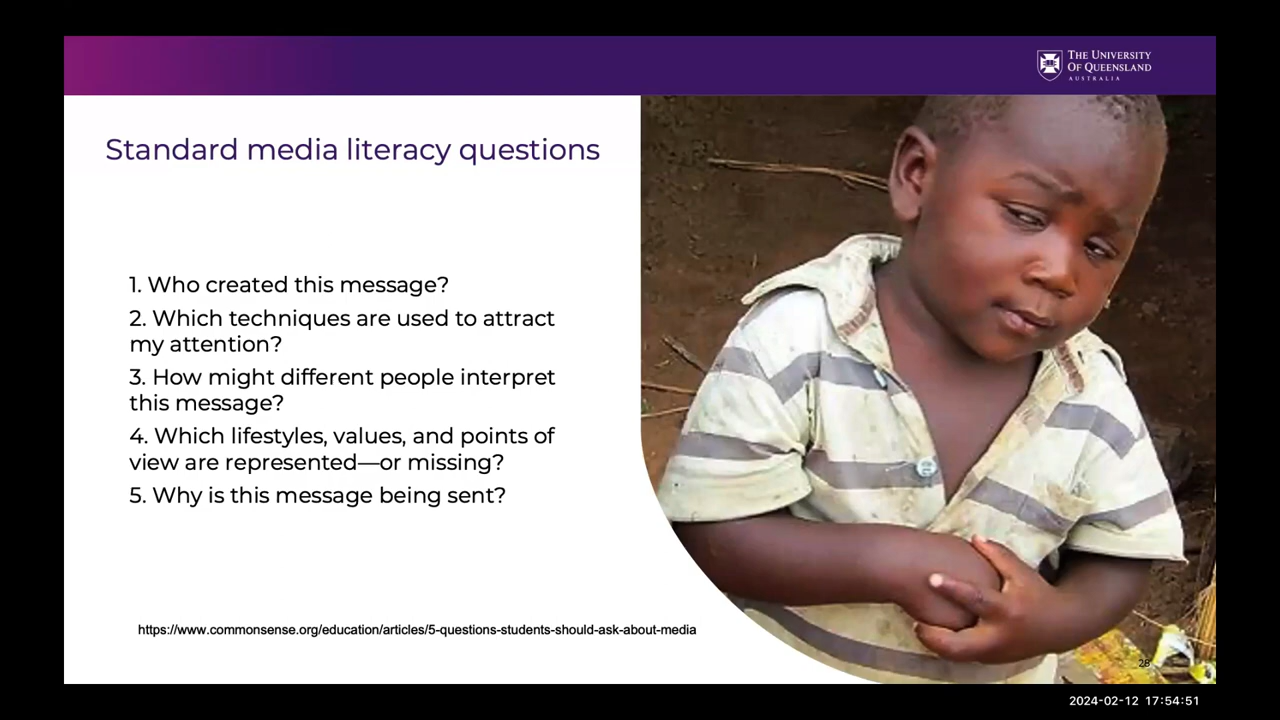 THE UNIVERSITY
OF QUEENSLAND
AUSTRALIA
Standard media literacy questions
1. Who created this message?
2. Which techniques are used to attract
my attention?
3. How might different people interpret
this message?
4. Which lifestyles, values, and points of
view are represented—or missing?
5. Why is this message being sent?
https://www.commonsense.org/education/articles/5-questions-students-should-ask-about-media
28
2024-02-12 17:54:51